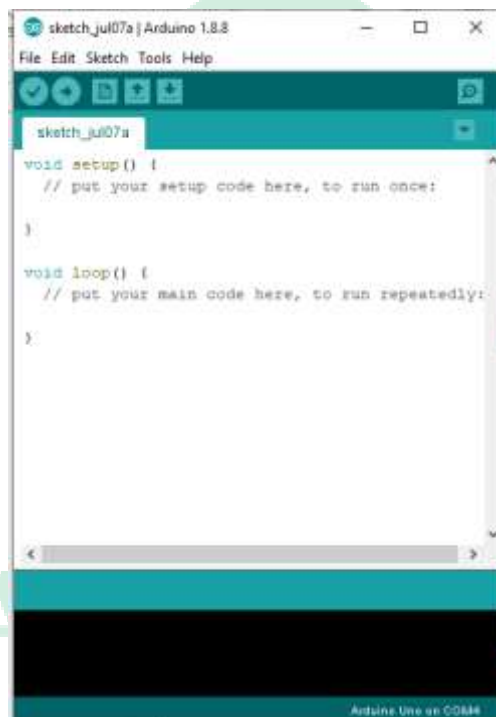 sketch_jul07a | Arduino 1.8.8
File Edit Sketch Tools Help
sketch_jul07a
void setup() {
// put your setup code here, to run once:
}
void loop() {
// put your main code here, to run repeatedly:
}
Arduino Uno on COM4